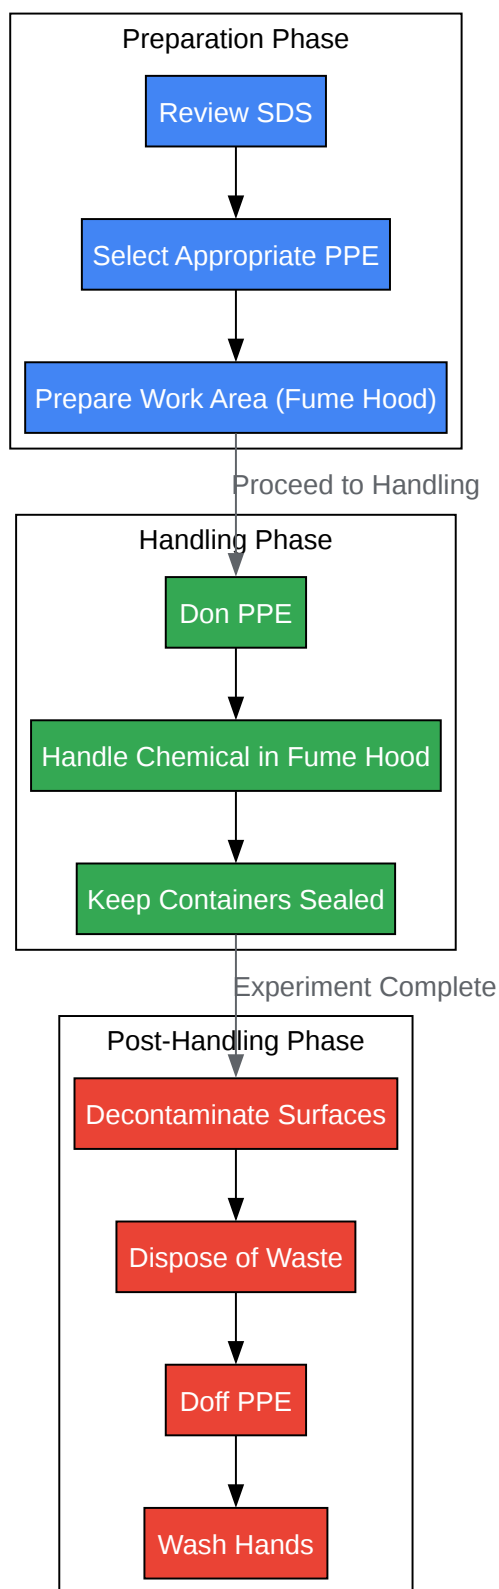 Preparation Phase
Review SDS
Select Appropriate PPE
Prepare Work Area (Fume Hood)
Proceed to Handling
Handling Phase
Don PPE
Handle Chemical in Fume Hood
Keep Containers Sealed
Experiment Complete
Post-Handling Phase
Decontaminate Surfaces
Dispose of Waste
Doff PPE
Wash Hands